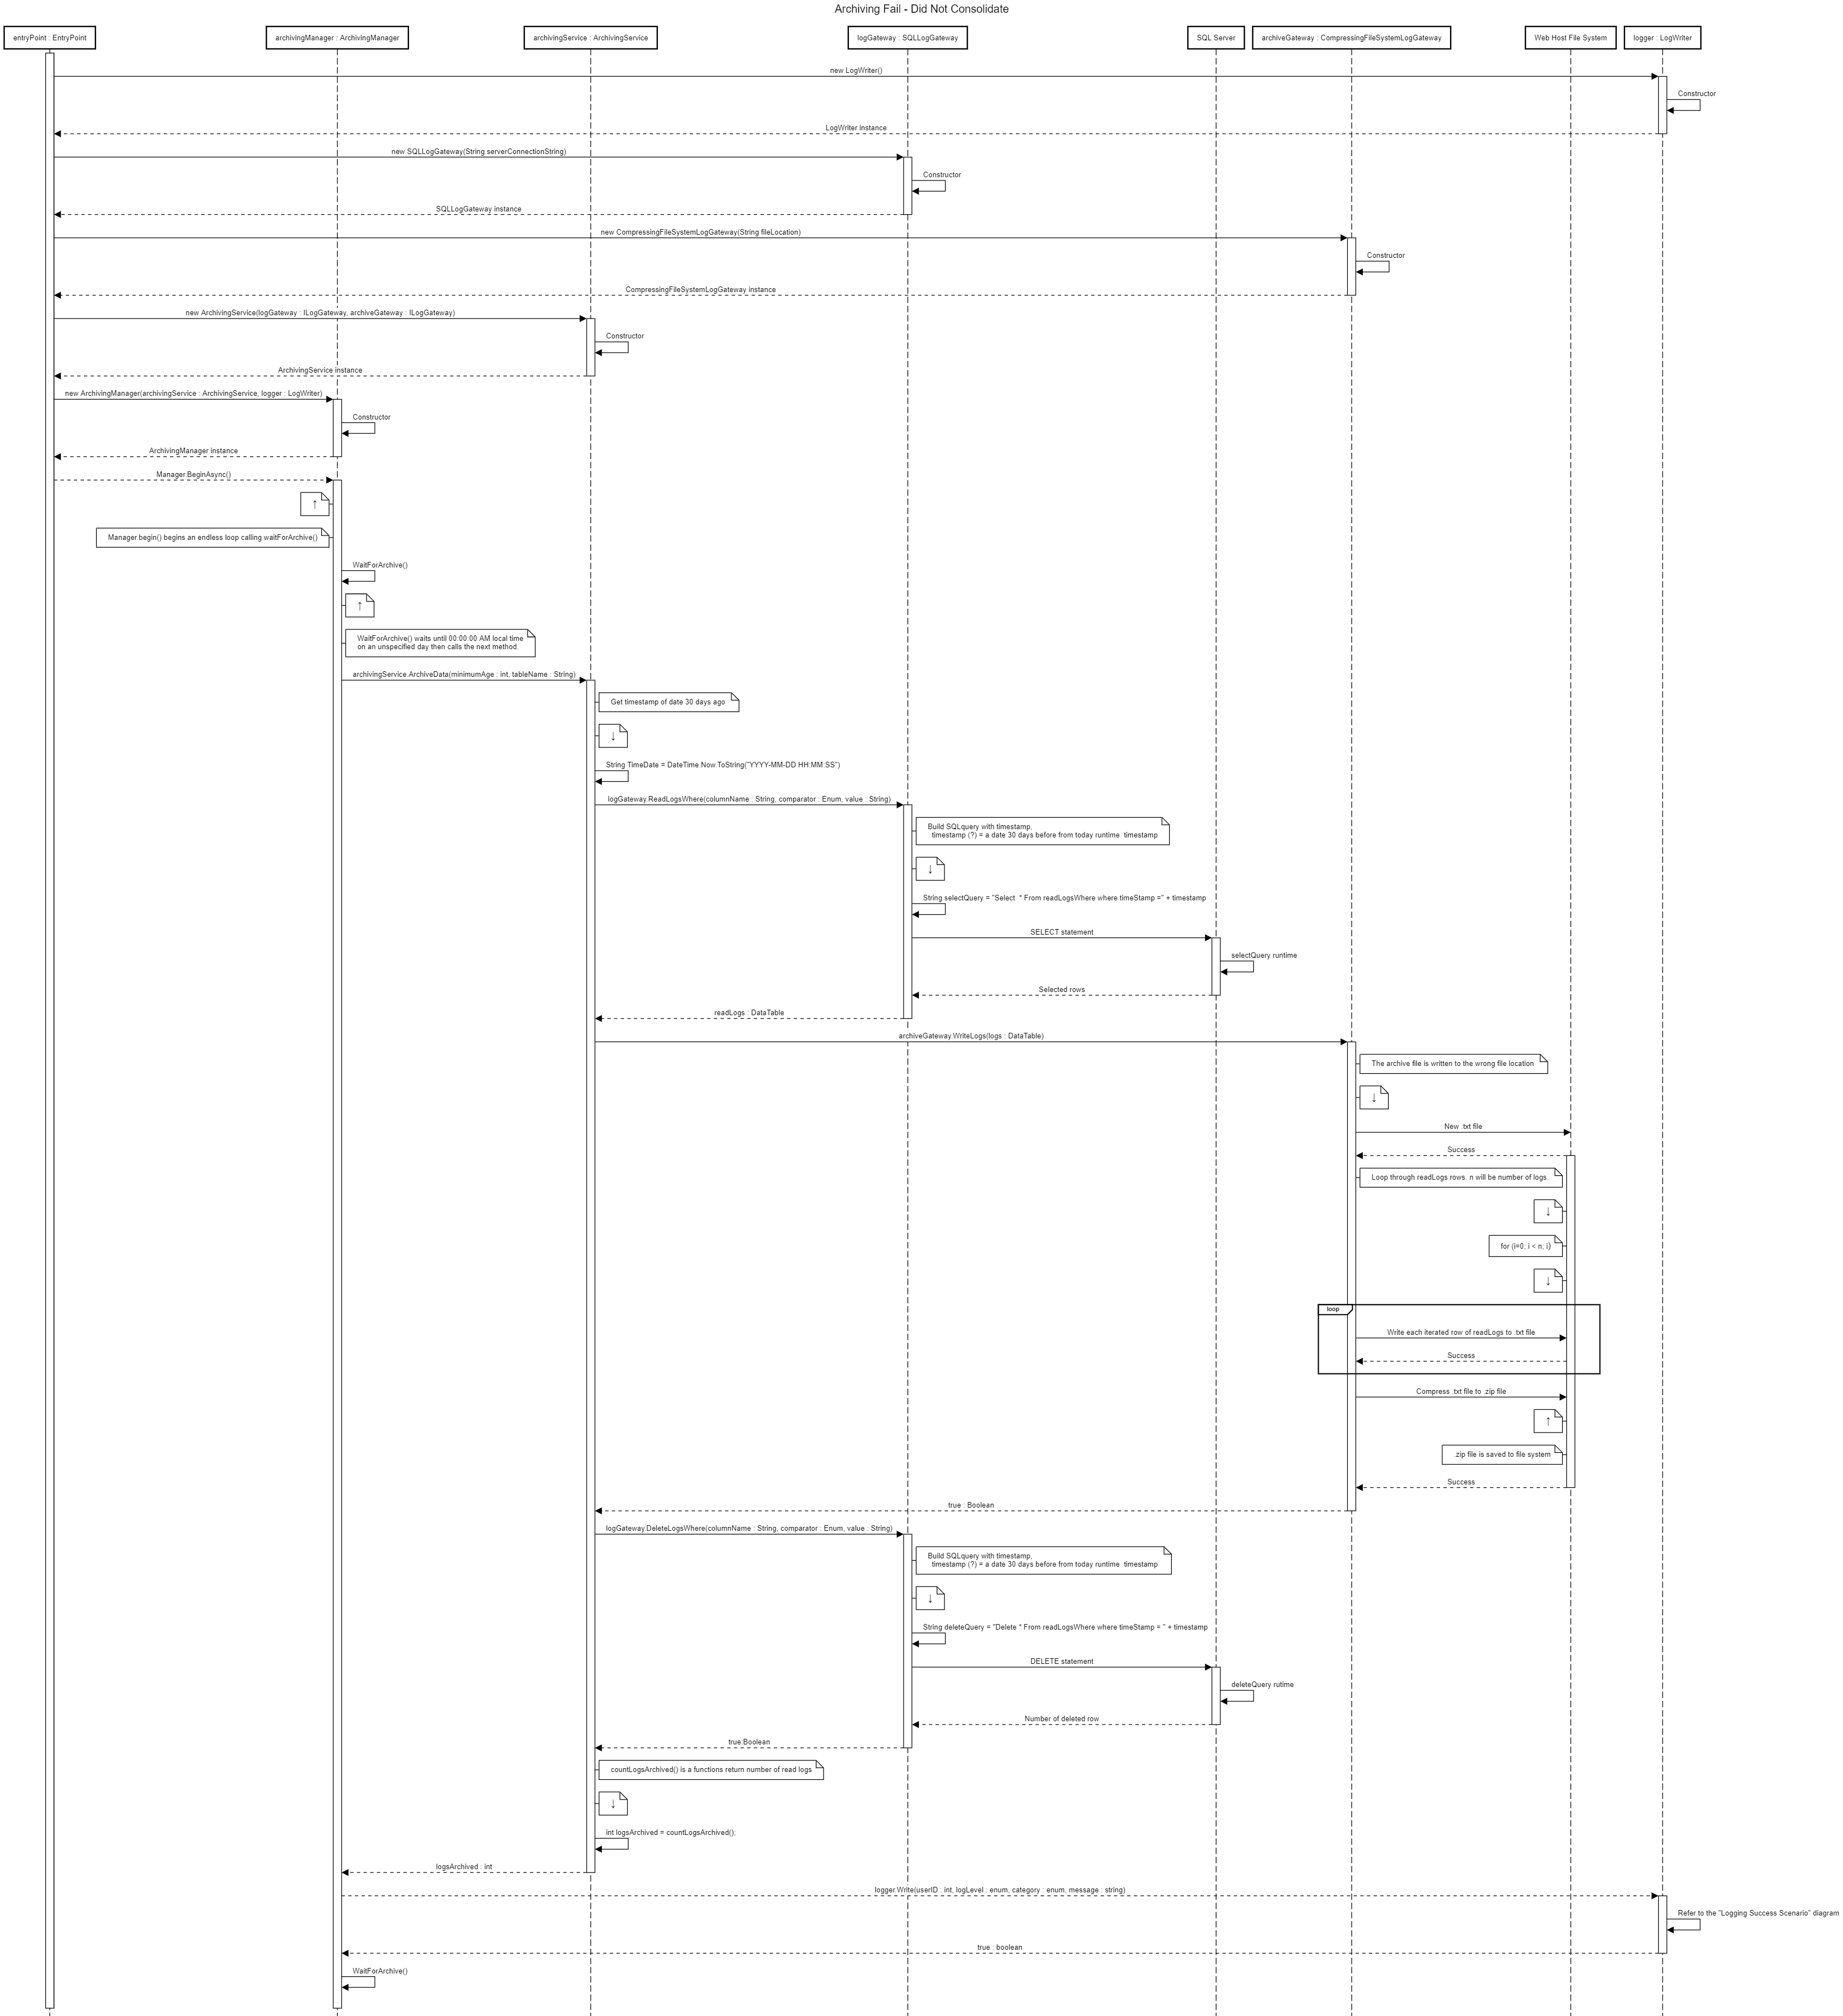 Archiving Fail - Did Not Consolidate
entryPoint : EntryPoint
archivingManager : ArchivingManager
archivingService : ArchivingService
logGateway : SQLLogGateway
SQL Server
archiveGateway : CompressingFileSystemLogGateway
Web Host File System
logger : LogWriter
new LogWriter()
Constructor
LogWriter instance
new SQLLogGateway(String serverConnectionString)
Constructor
SQLLogGateway instance
new CompressingFileSystemLogGateway(String fileLocation)
Constructor
CompressingFileSystemLogGateway instance
new ArchivingService(logGateway : ILogGateway, archiveGateway : ILogGateway)
Constructor
ArchivingService instance
new ArchivingManager(archivingService : ArchivingService, logger : LogWriter)
Constructor
ArchivingManager instance
Manager.BeginAsync()
↑
Manager.begin() begins an endless loop calling waitForArchive()
WaitForArchive()
↑
WaitForArchive() waits until 00:00:00 AM local time
on an unspecified day then calls the next method.
archivingService.ArchiveData(minimumAge : int, tableName : String)
Get timestamp of date 30 days ago
↓
String TimeDate = DateTime.Now.ToString("YYYY-MM-DD HH:MM:SS")
logGateway.ReadLogsWhere(columnName : String, comparator : Enum, value : String)
Build SQLquery with timestamp,
timestamp (?) = a date 30 days before from today runtime  timestamp
↓
String selectQuery = "Select  * From readLogsWhere where timeStamp =" + timestamp
SELECT statement
selectQuery runtime
Selected rows
readLogs : DataTable
archiveGateway.WriteLogs(logs : DataTable)
The archive file is written to the wrong file location
↓
New .txt file
Success
Loop through readLogs rows. n will be number of logs.
↓
for (i=0; i < n; i)
↓
loop
Write each iterated row of readLogs to .txt file
Success
Compress .txt file to .zip file
↑
.zip file is saved to file system
Success
true : Boolean
logGateway.DeleteLogsWhere(columnName : String, comparator : Enum, value : String)
Build SQLquery with timestamp,
timestamp (?) = a date 30 days before from today runtime  timestamp
↓
String deleteQuery = "Delete * From readLogsWhere where timeStamp = " + timestamp
DELETE statement
deleteQuery rutime
Number of deleted row
true:Boolean
countLogsArchived() is a functions return number of read logs
↓
int logsArchived = countLogsArchived();
logsArchived : int
logger.Write(userID : int, logLevel : enum, category : enum, message : string)
Refer to the "Logging Success Scenario" diagram
true : boolean
WaitForArchive()